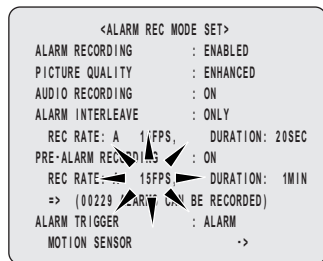 <ALARM REC MODE SET>
ALARM RECORDING : ENABLED
PICTURE QUALITY : ENHANCED
AUDIO RECORDING : ON
ALARM INTERLEAVE : ONLY
REC RATE: A FPS, DURATION: 20SEC
PRE-ALARM RECORDING : ON
REC RATE: 15FPS, DURATION: 1MIN
=> (00229 ALARMS CAN BE RECORDED)
ALARM TRIGGER : ALARM
MOTION SENSOR ->